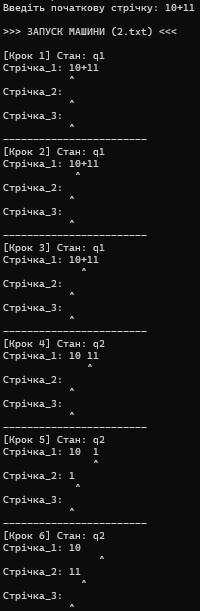 Введіть початкову стрічку: 10+11
>>> ЗАПУСК МАШИНИ (2.txt) <<<
[Крок 1] Стан: q1
Стрічка_1: 10+11
^
Стрічка_2:
^
Стрічка_3:
^
------------------------
[Крок 2] Стан: q1
Стрічка_1: 10+11
^
Стрічка_2:
^
Стрічка_3:
^
------------------------
[Крок 3] Стан: q1
Стрічка_1: 10+11
^
Стрічка_2:
^
Стрічка_3:
^
------------------------
[Крок 4] Стан: q2
Стрічка_1: 10 11
^
Стрічка_2:
^
Стрічка_3:
^
------------------------
[Крок 5] Стан: q2
Стрічка_1: 10  1
^
Стрічка_2: 1
^
Стрічка_3:
^
------------------------
[Крок 6] Стан: q2
Стрічка_1: 10
^
Стрічка_2: 11
^
Стрічка_3:
^